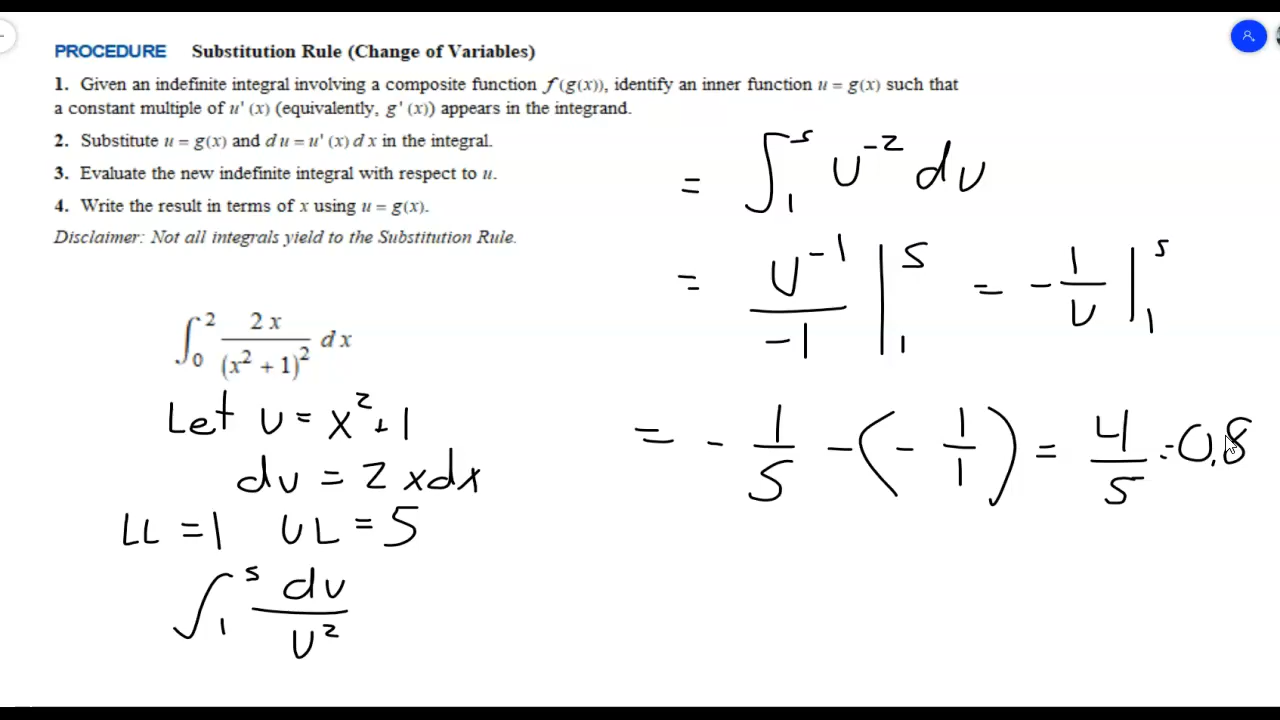 PROCEDURE Substitution Rule (Change of Variables)
1. Given an indefinite integral involving a composite function f(g(x)), identify an inner function u = g(x) such that
a constant multiple of u' (x) (equivalently, g' (x)) appears in the integrand.
2. Substitute u = g(x) and du = u' (x) dx in the integral.
3. Evaluate the new indefinite integral with respect to u.
4. Write the result in terms of x using u = g(x).
Disclaimer: Not all integrals yield to the Substitution Rule.
∫₀² 2x/(x² + 1)² dx
Let u = x² + 1
du = 2xdx
LL = 1 UL = 5
∫₁⁵ du/u²
= ∫₁⁵ u⁻² du
= u⁻¹/-1 |₁⁵ = -1/u |₁⁵
= -1/5 - (-1/1) = 4/5 = 0.8